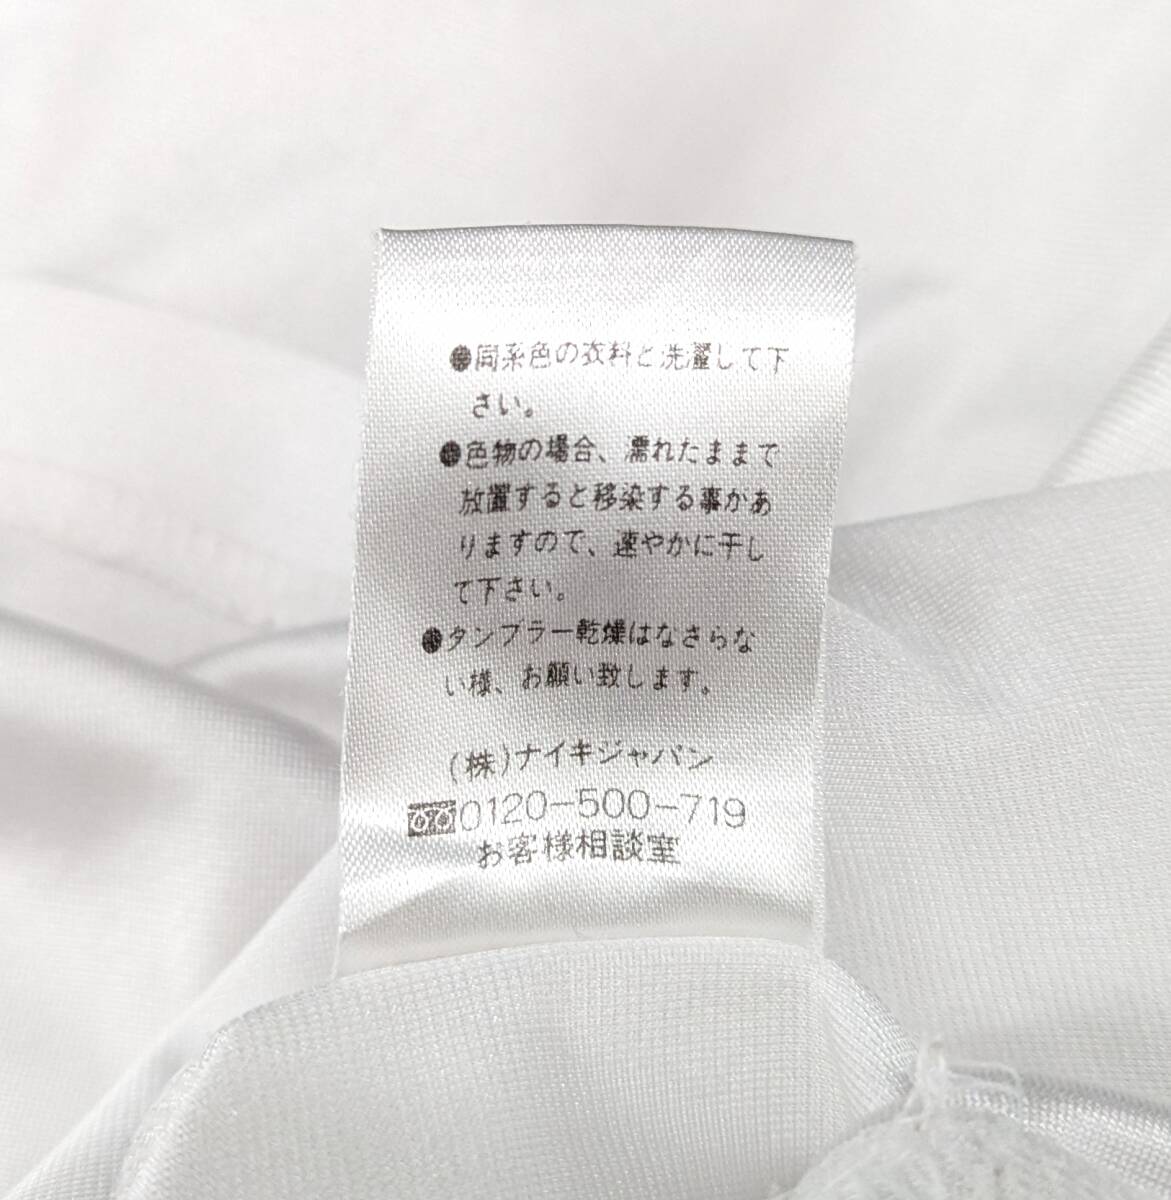 ●同系色の衣料と洗濯して下
さい。
●色物の場合、濡れたままで
放置すると移染する事があ
りますので、速やかに干し
て下さい。
●タンブラー乾燥はなさらな
い様、お願い致します。
(株)ナイキジャパン
0120-500-719
お客様相談室